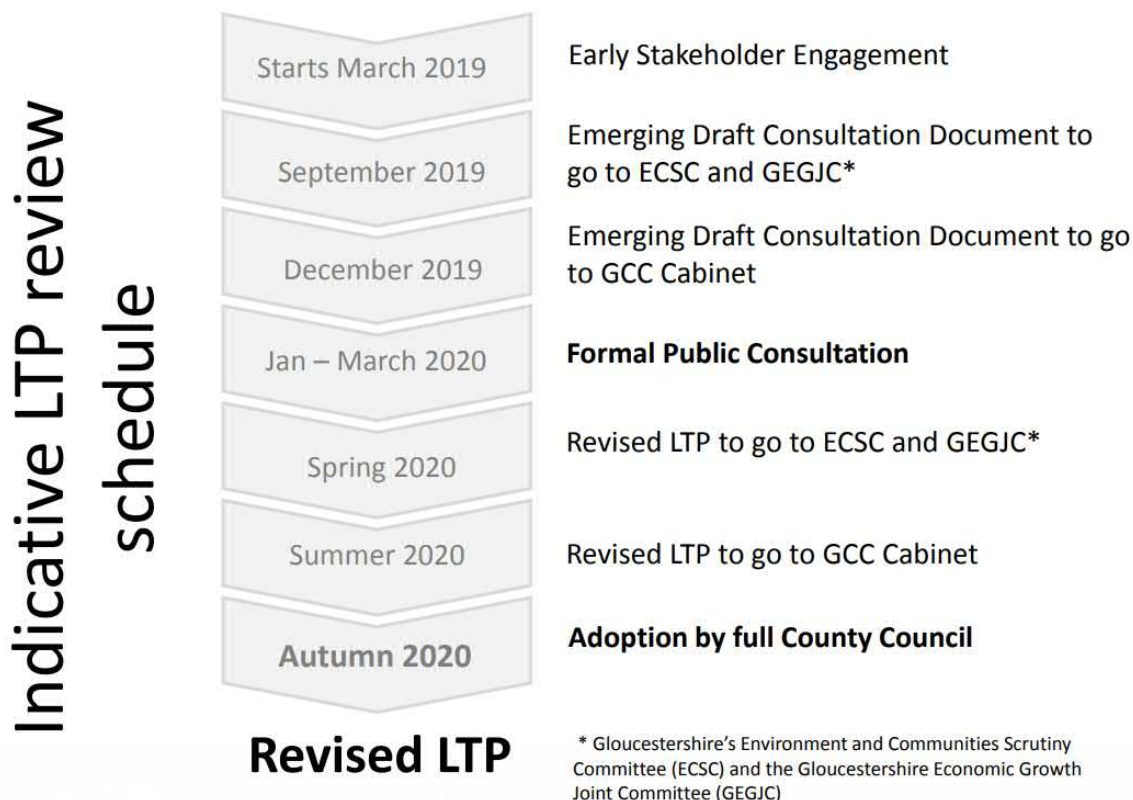 Indicative LTP review
schedule
Starts March 2019
Early Stakeholder Engagement
September 2019
Emerging Draft Consultation Document to
go to ECSC and GEGJC*
December 2019
Emerging Draft Consultation Document to go
to GCC Cabinet
Jan – March 2020
Formal Public Consultation
Spring 2020
Revised LTP to go to ECSC and GEGJC*
Summer 2020
Revised LTP to go to GCC Cabinet
Autumn 2020
Adoption by full County Council
Revised LTP
* Gloucestershire's Environment and Communities Scrutiny
Committee (ECSC) and the Gloucestershire Economic Growth
Joint Committee (GEGJC)